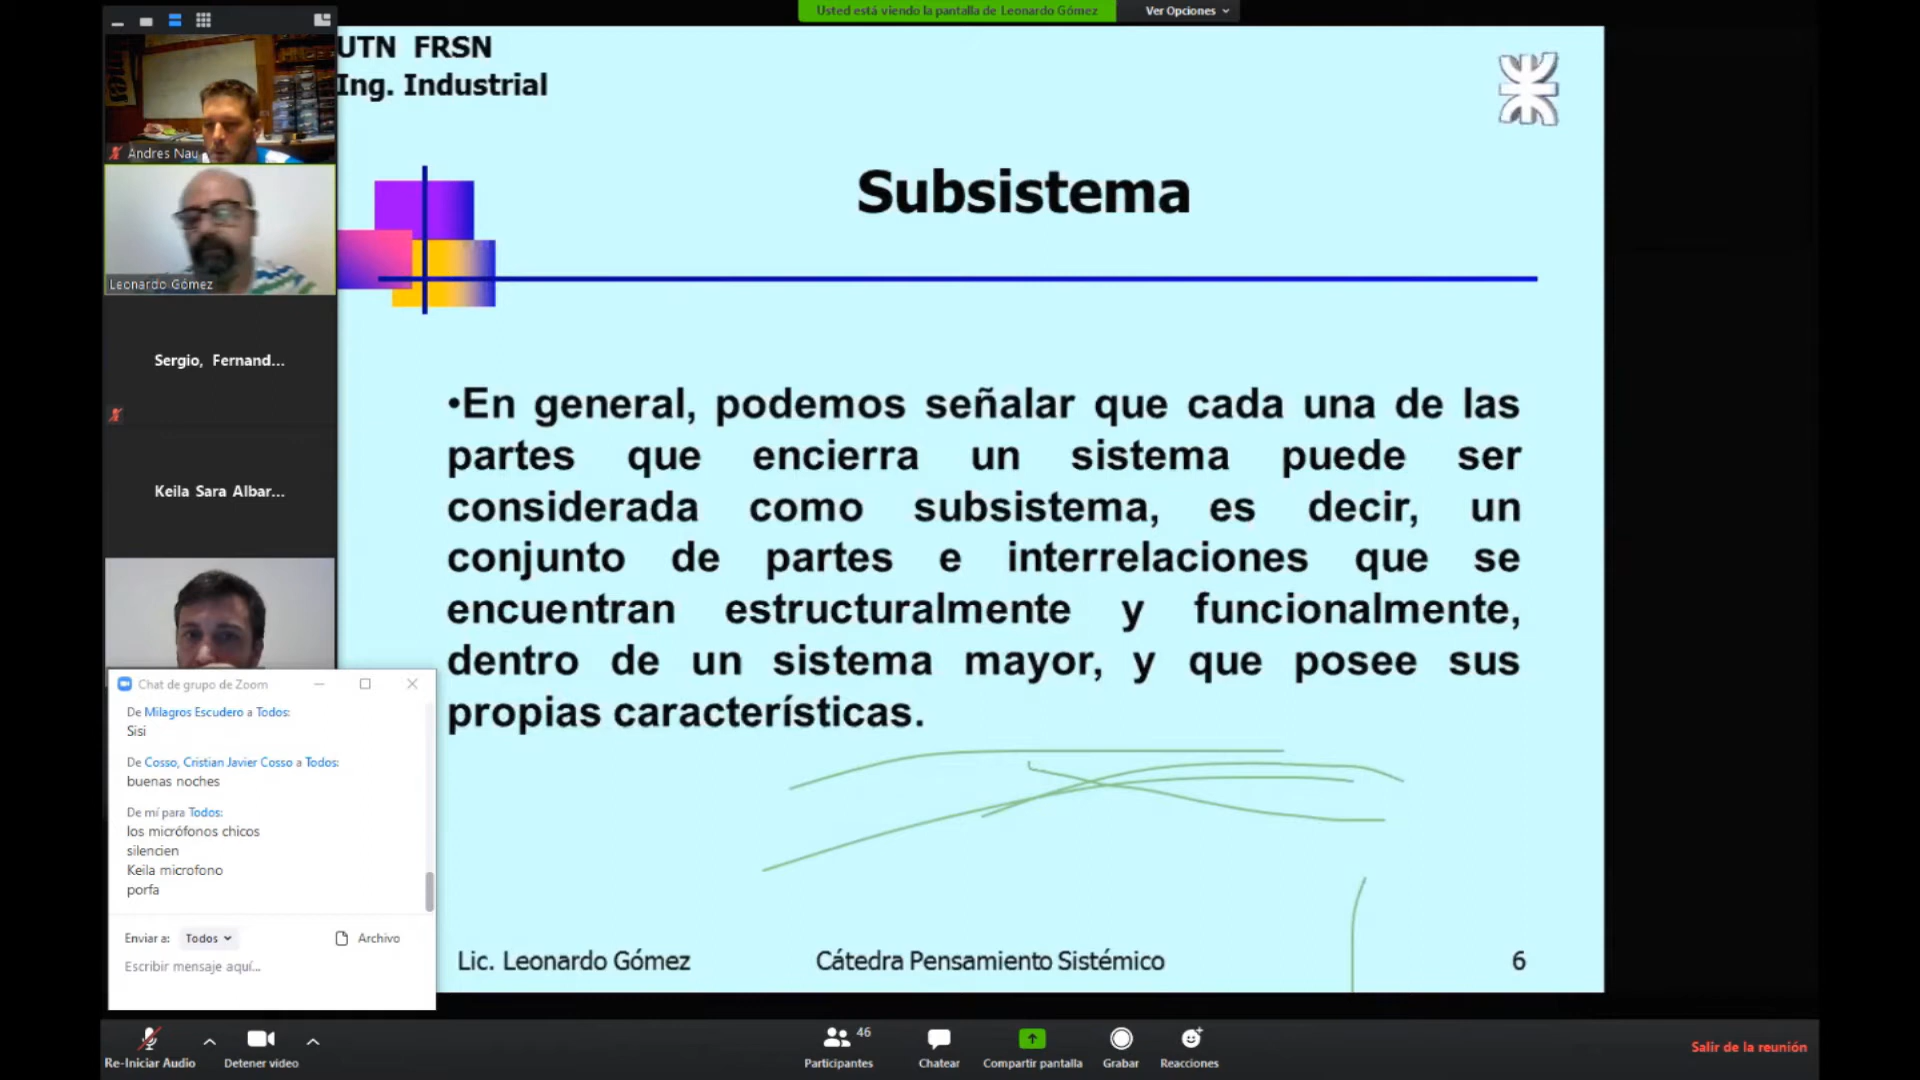 Usted está viendo la pantalla de Leonardo Gómez
Ver Opciones
UTN FRSN
Ing. Industrial
Andres Nau
Leonardo Gómez
Sergio, Fernand...
Keila Sara Albar...
Subsistema
•En general, podemos señalar que cada una de las
partes que encierra un sistema puede ser
considerada como subsistema, es decir, un
conjunto de partes e interrelaciones que se
encuentran estructuralmente y funcionalmente,
dentro de un sistema mayor, y que posee sus
propias características.
Lic. Leonardo Gómez
Cátedra Pensamiento Sistémico
6
Chat de grupo de Zoom
De Milagros Escudero a Todos:
Sisi
De Cosso, Cristian Javier Cosso a Todos:
buenas noches
De mí para Todos:
los micrófonos chicos
silencien
Keila microfono
porfa
Enviar a: Todos
Archivo
Escribir mensaje aquí...
Re-Iniciar Audio
Detener video
46
Participantes
Chatear
Compartir pantalla
Grabar
Reacciones
Salir de la reunión